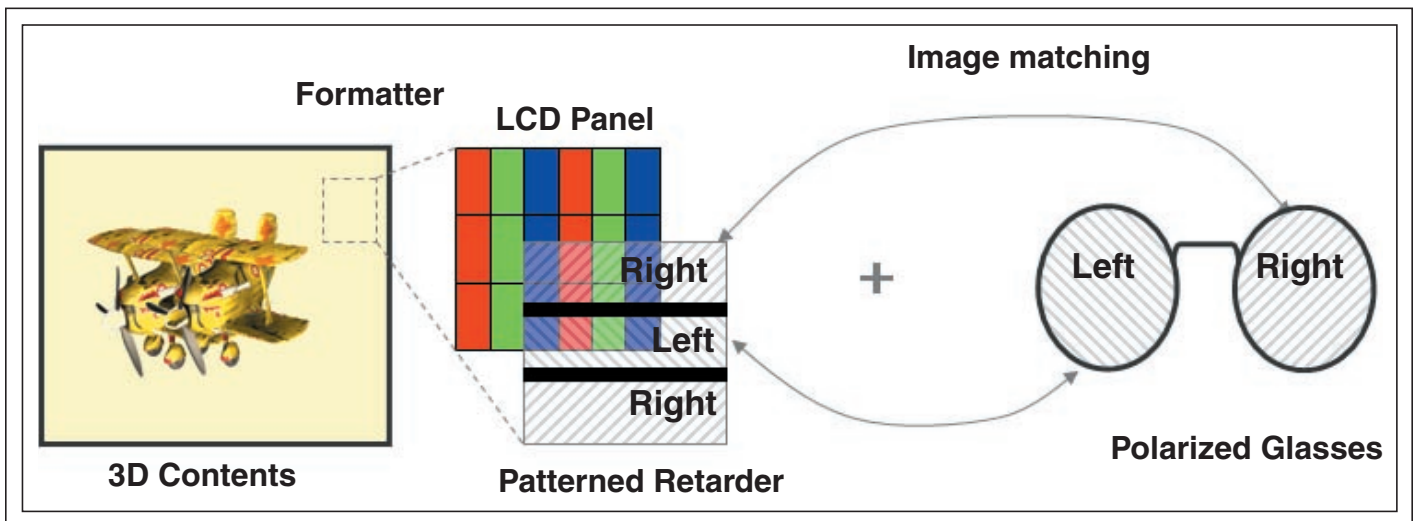 Image matching
Formatter
LCD Panel
Right
Left
Right
Left
Right
3D Contents
Patterned Retarder
Polarized Glasses